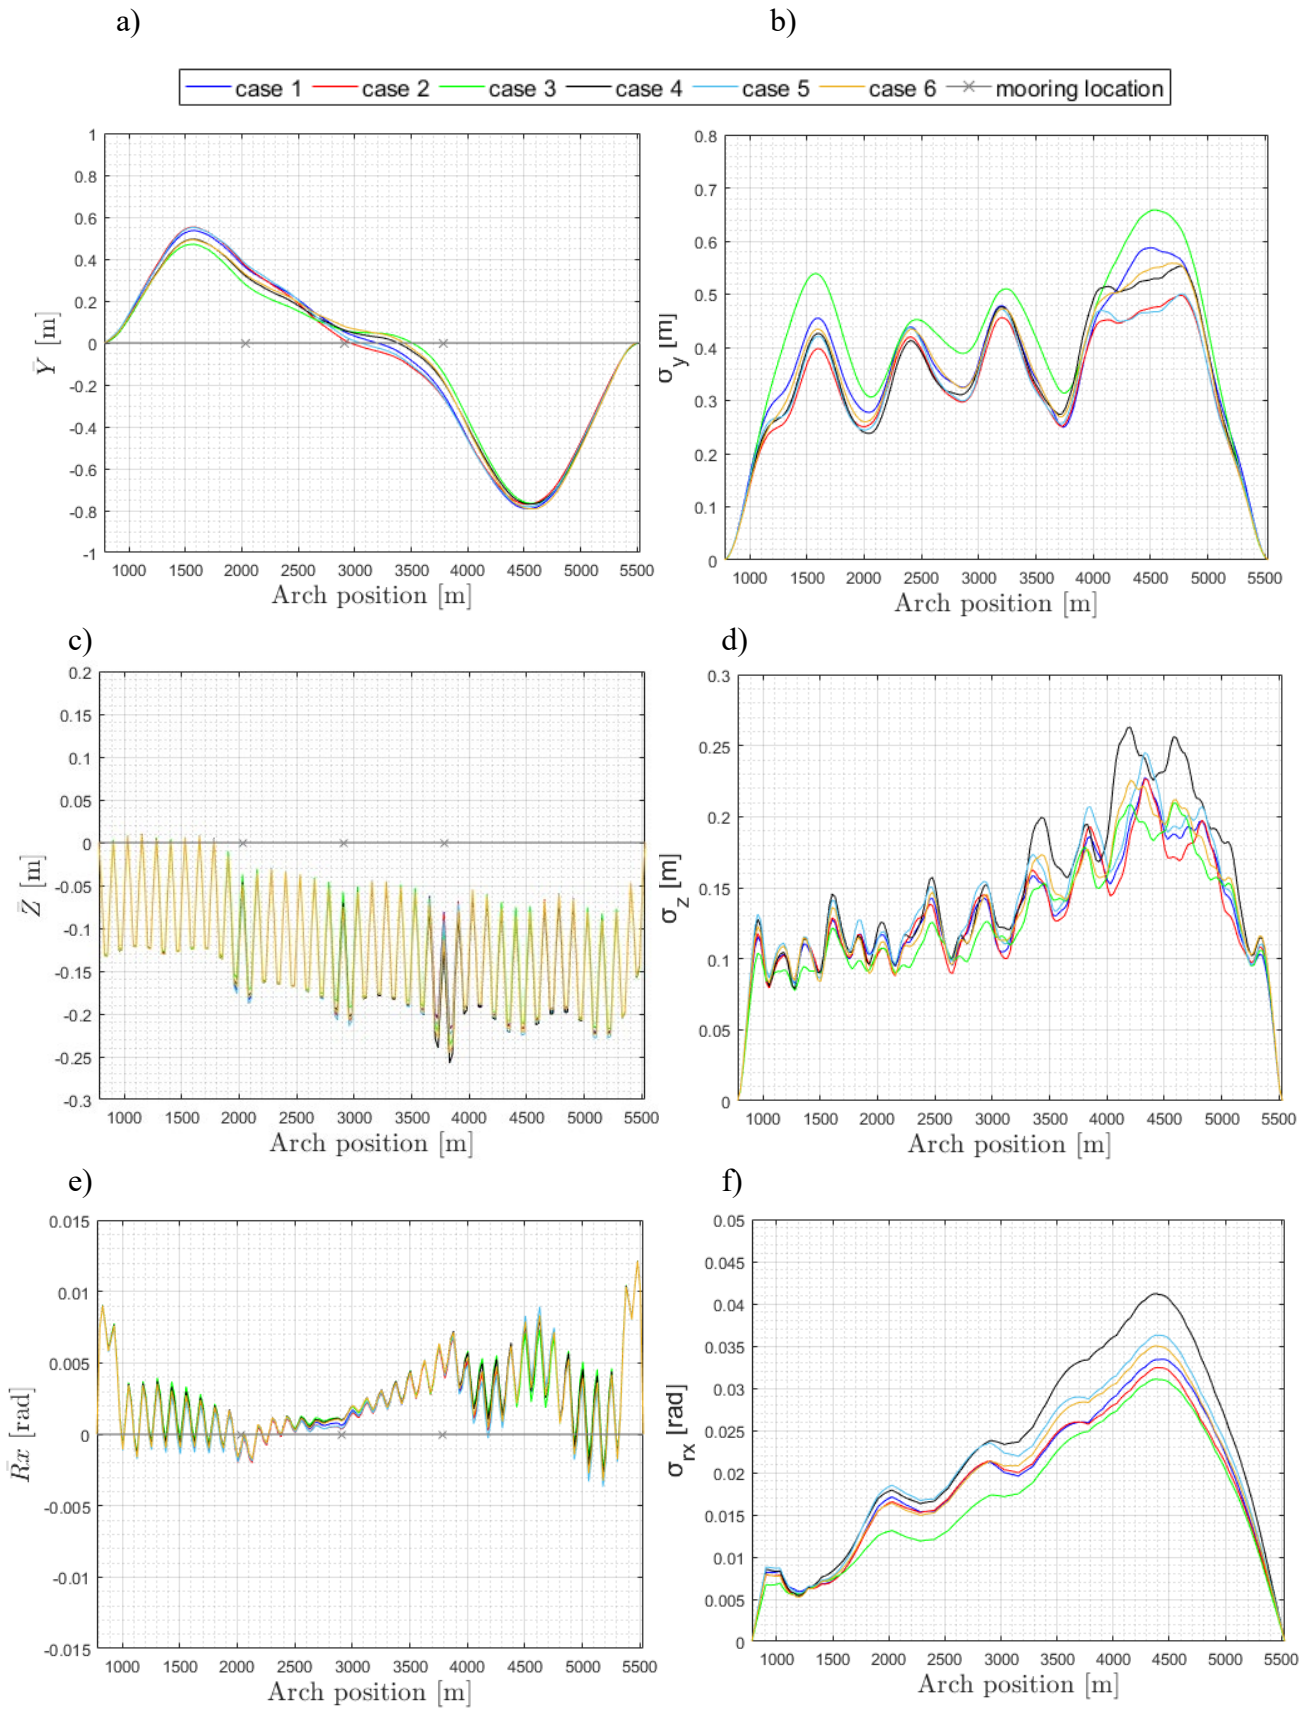 a) b)
case 1 case 2 case 3 case 4 case 5 case 6 mooring location
1
0.8
0.6
0.4
0.2
0
-0.2
-0.4
-0.6
-0.8
-1
Ȳ [m]
1000 1500 2000 2500 3000 3500 4000 4500 5000 5500
Arch position [m]
0.8
0.7
0.6
0.5
0.4
0.3
0.2
0.1
0
σy [m]
1000 1500 2000 2500 3000 3500 4000 4500 5000 5500
Arch position [m]
c) d)
0.2
0.15
0.1
0.05
0
-0.05
-0.1
-0.15
-0.2
-0.25
-0.3
Z̄ [m]
1000 1500 2000 2500 3000 3500 4000 4500 5000 5500
Arch position [m]
0.3
0.25
0.2
0.15
0.1
0.05
0
σz [m]
1000 1500 2000 2500 3000 3500 4000 4500 5000 5500
Arch position [m]
e) f)
0.015
0.01
0.005
0
-0.005
-0.01
-0.015
R̄x [rad]
1000 1500 2000 2500 3000 3500 4000 4500 5000 5500
Arch position [m]
0.05
0.045
0.04
0.035
0.03
0.025
0.02
0.015
0.01
0.005
0
σrx [rad]
1000 1500 2000 2500 3000 3500 4000 4500 5000 5500
Arch position [m]